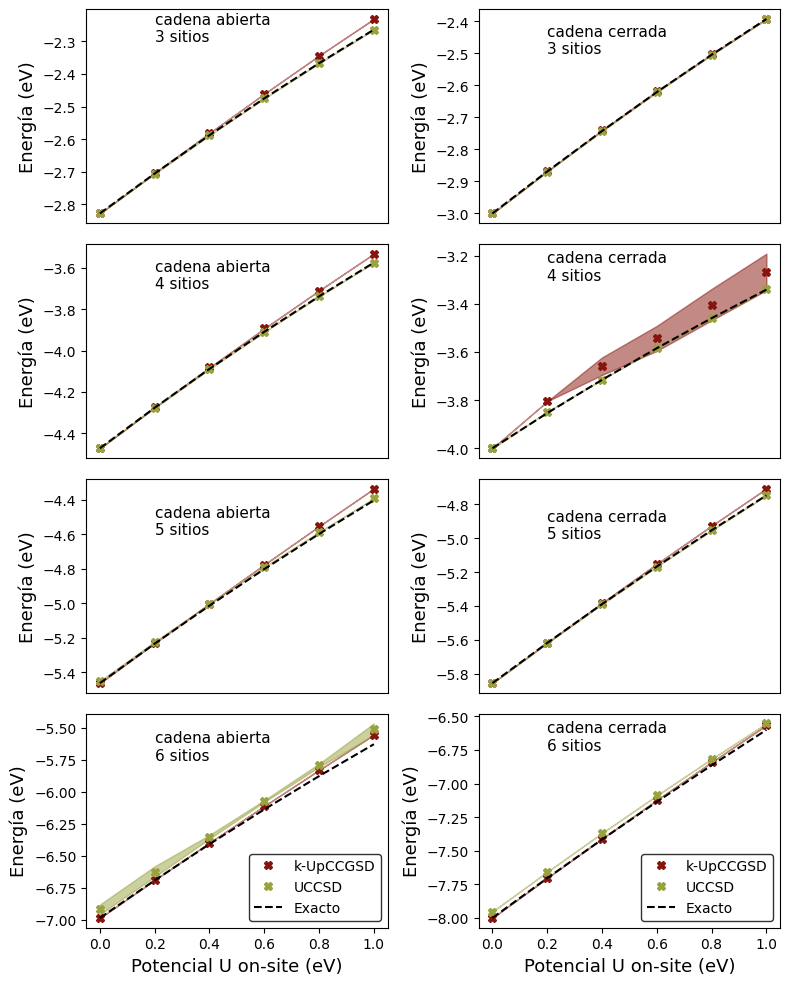 cadena abierta
3 sitios
Energía (eV)
−2.3
−2.4
−2.5
−2.6
−2.7
−2.8
cadena cerrada
3 sitios
Energía (eV)
−2.4
−2.5
−2.6
−2.7
−2.8
−2.9
−3.0
cadena abierta
4 sitios
Energía (eV)
−3.6
−3.8
−4.0
−4.2
−4.4
cadena cerrada
4 sitios
Energía (eV)
−3.2
−3.4
−3.6
−3.8
−4.0
cadena abierta
5 sitios
Energía (eV)
−4.4
−4.6
−4.8
−5.0
−5.2
−5.4
cadena cerrada
5 sitios
Energía (eV)
−4.8
−5.0
−5.2
−5.4
−5.6
−5.8
cadena abierta
6 sitios
Energía (eV)
−5.50
−5.75
−6.00
−6.25
−6.50
−6.75
−7.00
k-UpCCGSD
UCCSD
Exacto
0.0 0.2 0.4 0.6 0.8 1.0
Potencial U on-site (eV)
cadena cerrada
6 sitios
Energía (eV)
−6.50
−6.75
−7.00
−7.25
−7.50
−7.75
−8.00
k-UpCCGSD
UCCSD
Exacto
0.0 0.2 0.4 0.6 0.8 1.0
Potencial U on-site (eV)